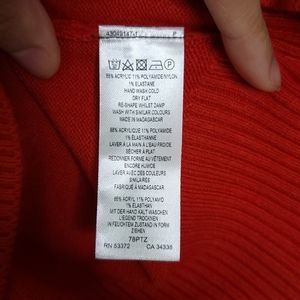 88% ACRYLIC 11% POLYAMIDE/NYLON
1% ELASTANE
HAND WASH COLD
DRY FLAT
RE-SHAPE WHILST DAMP
WASH WITH SIMILAR COLOURS
MADE IN MADAGASCAR
88% ACRYLIQUE 11% POLYAMIDE
1% ELASTHANNE
LAVER À LA MAIN À L'EAU FROIDE
SÉCHER À PLAT
REDONNER FORME AU VÊTEMENT
ENCORE HUMIDE
LAVER AVEC DES COULEURS
SIMILAIRES
FABRIQUÉ À MADAGASCAR
88% ACRYL 11% POLYAMID
1% ELASTHAN
MIT DER HAND KALT WASCHEN
LIEGEND TROCKNEN
IN FEUCHTEM ZUSTAND IN FORM
ZIEHEN
78PTZ
RN 53372 CA 34338